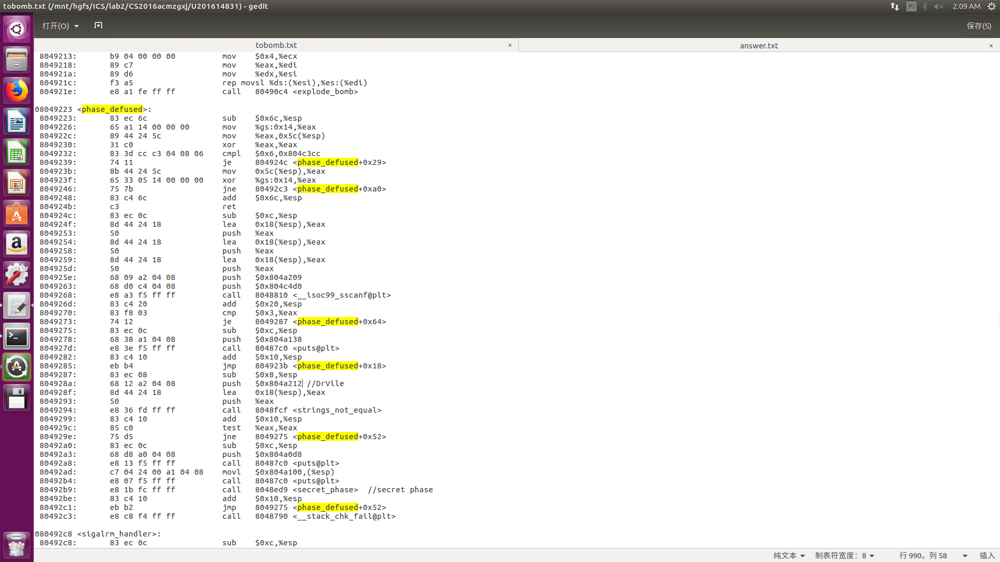 tobomb.txt (/mnt/hgfs/ICS/lab2/CS2016acmzgxj/U201614831) - gedit
Pi
2:09 AM
打开(O)
保存(S)
tobomb.txt ×
answer.txt ×
8049213: b9 04 00 00 00 mov $0x4,%ecx
8049218: 89 c7 mov %eax,%edi
804921a: 89 d6 mov %edx,%esi
804921c: f3 a5 rep movsl %ds:(%esi),%es:(%edi)
804921e: e8 a1 fe ff ff call 80490c4 <explode_bomb>
08049223 <phase_defused>:
8049223: 83 ec 6c sub $0x6c,%esp
8049226: 65 a1 14 00 00 00 mov %gs:0x14,%eax
804922c: 89 44 24 5c mov %eax,0x5c(%esp)
8049230: 31 c0 xor %eax,%eax
8049232: 83 3d cc c3 04 08 06 cmpl $0x6,0x804c3cc
8049239: 74 11 je 804924c <phase_defused+0x29>
804923b: 8b 44 24 5c mov 0x5c(%esp),%eax
804923f: 65 33 05 14 00 00 00 xor %gs:0x14,%eax
8049246: 75 7b jne 80492c3 <phase_defused+0xa0>
8049248: 83 c4 6c add $0x6c,%esp
804924b: c3 ret
804924c: 83 ec 0c sub $0xc,%esp
804924f: 8d 44 24 18 lea 0x18(%esp),%eax
8049253: 50 push %eax
8049254: 8d 44 24 18 lea 0x18(%esp),%eax
8049258: 50 push %eax
8049259: 8d 44 24 18 lea 0x18(%esp),%eax
804925d: 50 push %eax
804925e: 68 09 a2 04 08 push $0x804a209
8049263: 68 d0 c4 04 08 push $0x804c4d0
8049268: e8 a3 f5 ff ff call 8048810 <__isoc99_sscanf@plt>
804926d: 83 c4 20 add $0x20,%esp
8049270: 83 f8 03 cmp $0x3,%eax
8049273: 74 12 je 8049287 <phase_defused+0x64>
8049275: 83 ec 0c sub $0xc,%esp
8049278: 68 38 a1 04 08 push $0x804a138
804927d: e8 3e f5 ff ff call 80487c0 <puts@plt>
8049282: 83 c4 10 add $0x10,%esp
8049285: eb b4 jmp 804923b <phase_defused+0x18>
8049287: 83 ec 08 sub $0x8,%esp
804928a: 68 12 a2 04 08 push $0x804a212 //DrVile
804928f: 8d 44 24 18 lea 0x18(%esp),%eax
8049293: 50 push %eax
8049294: e8 36 fd ff ff call 8048fcf <strings_not_equal>
8049299: 83 c4 10 add $0x10,%esp
804929c: 85 c0 test %eax,%eax
804929e: 75 d5 jne 8049275 <phase_defused+0x52>
80492a0: 83 ec 0c sub $0xc,%esp
80492a3: 68 d8 a0 04 08 push $0x804a0d8
80492a8: e8 13 f5 ff ff call 80487c0 <puts@plt>
80492ad: c7 04 24 00 a1 04 08 movl $0x804a100,(%esp)
80492b4: e8 07 f5 ff ff call 80487c0 <puts@plt>
80492b9: e8 1b fc ff ff call 8048ed9 <secret_phase> //secret phase
80492be: 83 c4 10 add $0x10,%esp
80492c1: eb b2 jmp 8049275 <phase_defused+0x52>
80492c3: e8 c8 f4 ff ff call 8048790 <__stack_chk_fail@plt>
080492c8 <sigalrm_handler>:
80492c8: 83 ec 0c sub $0xc,%esp
纯文本 制表符宽度: 8 行 990, 列 58 插入